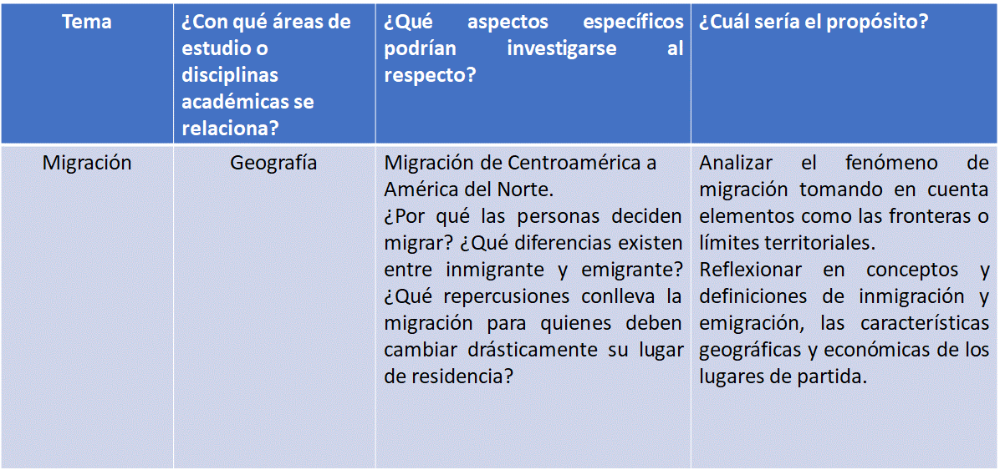 Tema
¿Con qué áreas de
estudio o
disciplinas
académicas se
relaciona?
¿Qué aspectos específicos
podrían investigarse al
respecto?
¿Cuál sería el propósito?
Migración
Geografía
Migración de Centroamérica a
América del Norte.
¿Por qué las personas deciden
migrar? ¿Qué diferencias existen
entre inmigrante y emigrante?
¿Qué repercusiones conlleva la
migración para quienes deben
cambiar drásticamente su lugar
de residencia?
Analizar el fenómeno de
migración tomando en cuenta
elementos como las fronteras o
límites territoriales.
Reflexionar en conceptos y
definiciones de inmigración y
emigración, las características
geográficas y económicas de los
lugares de partida.